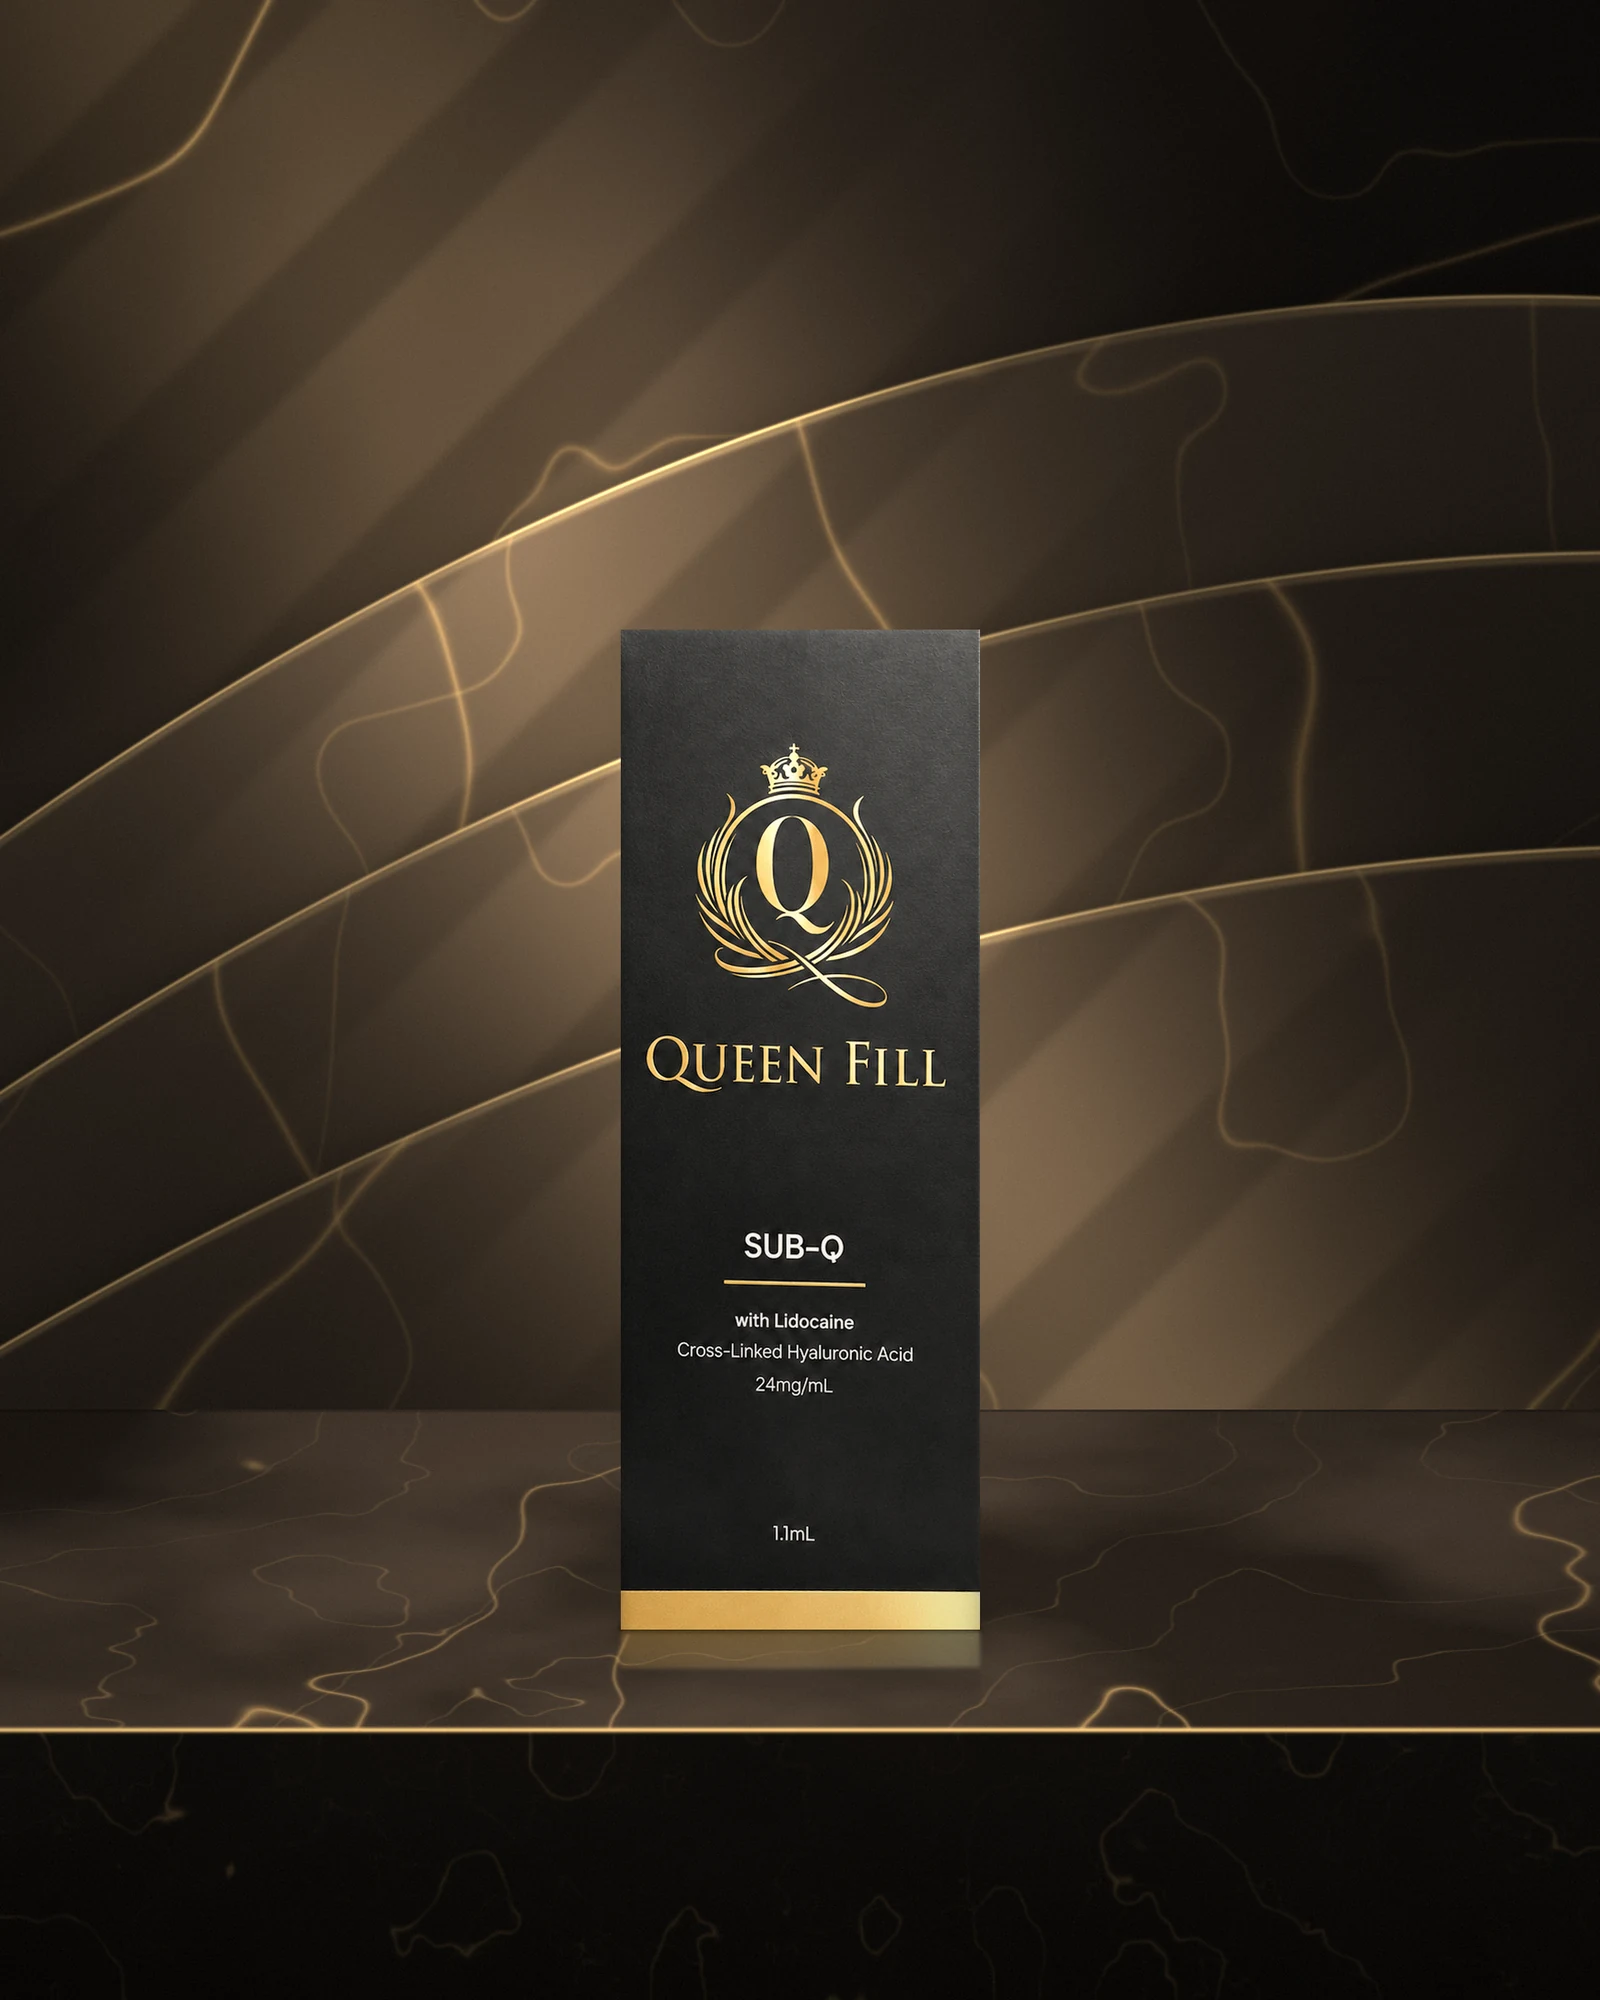 Q
QUEEN FILL
SUB-Q
with Lidocaine
Cross-Linked Hyaluronic Acid
24mg/mL
1.1mL